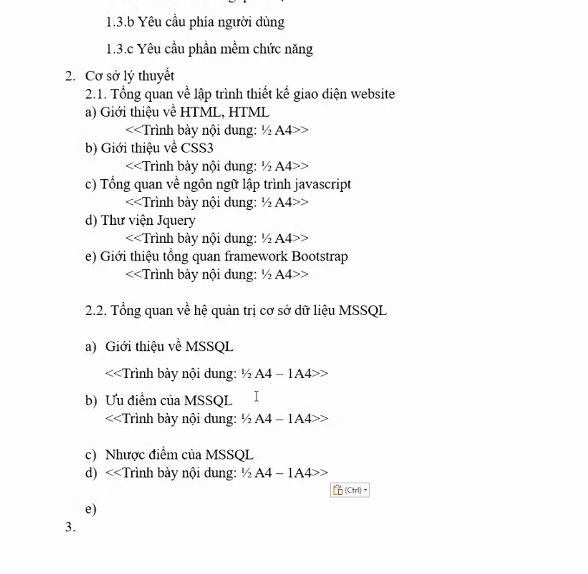 1.3.b Yêu cầu phía người dùng
1.3.c Yêu cầu phần mềm chức năng
2. Cơ sở lý thuyết
2.1. Tổng quan về lập trình thiết kế giao diện website
a) Giới thiệu về HTML, HTML
<<Trình bày nội dung: ½ A4>>
b) Giới thiệu về CSS3
<<Trình bày nội dung: ½ A4>>
c) Tổng quan về ngôn ngữ lập trình javascript
<<Trình bày nội dung: ½ A4>>
d) Thư viện Jquery
<<Trình bày nội dung: ½ A4>>
e) Giới thiệu tổng quan framework Bootstrap
<<Trình bày nội dung: ½ A4>>
2.2. Tổng quan về hệ quản trị cơ sở dữ liệu MSSQL
a) Giới thiệu về MSSQL
<<Trình bày nội dung: ½ A4 – 1A4>>
b) Ưu điểm của MSSQL
<<Trình bày nội dung: ½ A4 – 1A4>>
c) Nhược điểm của MSSQL
d) <<Trình bày nội dung: ½ A4 – 1A4>>
(Ctrl)
e)
3.